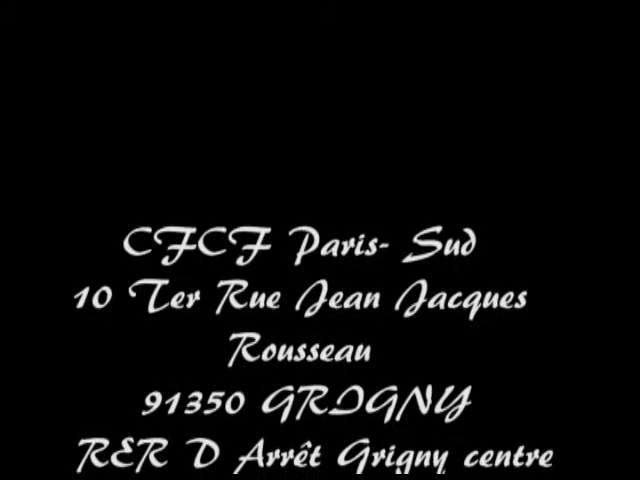 CFCF Paris- Sud
10 Ter Rue Jean Jacques
Rousseau
91350 GRIGNY
RER D Arrêt Grigny centre